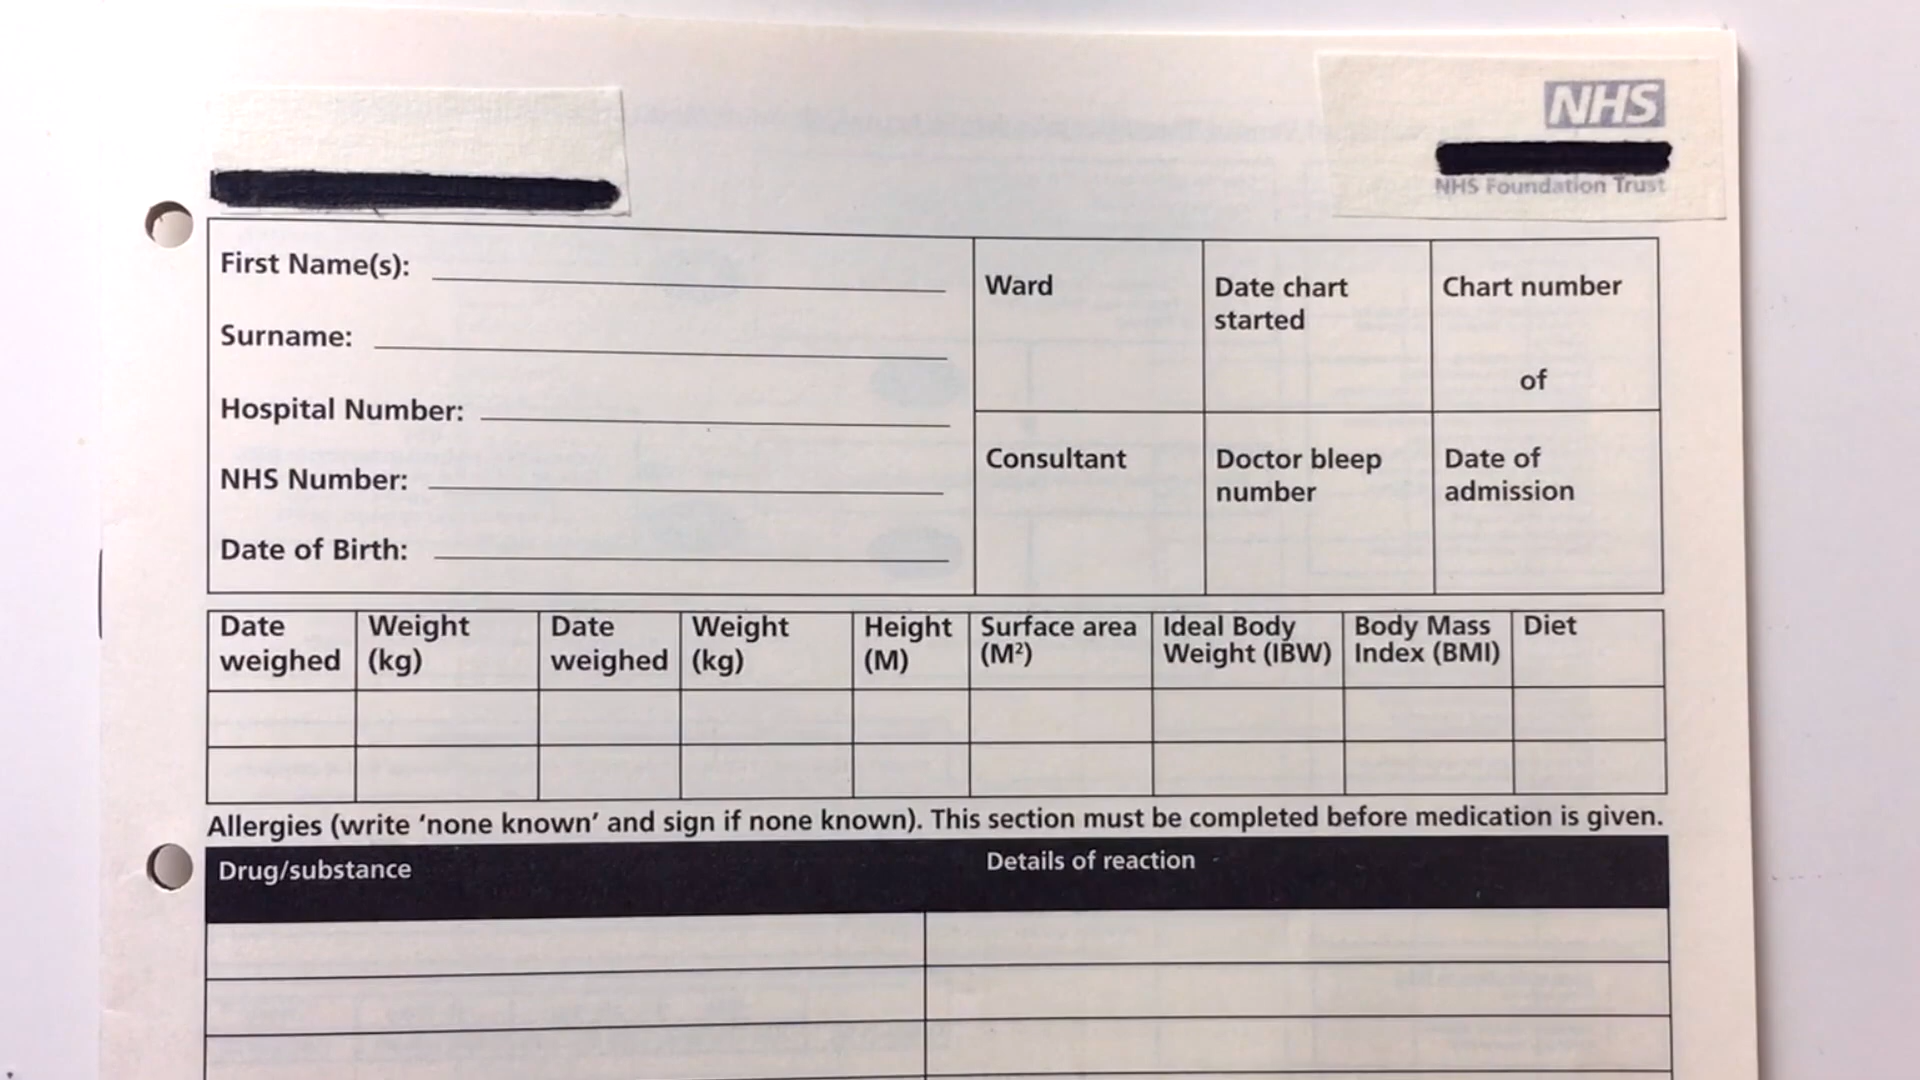 NHS
NHS Foundation Trust
First Name(s):
Surname:
Hospital Number:
NHS Number:
Date of Birth:
Ward
Date chart
started
Chart number
of
Consultant
Doctor bleep
number
Date of
admission
Date
weighed
Weight
(kg)
Date
weighed
Weight
(kg)
Height
(M)
Surface area
(M²)
Ideal Body
Weight (IBW)
Body Mass
Index (BMI)
Diet
Allergies (write ‘none known’ and sign if none known). This section must be completed before medication is given.
Drug/substance
Details of reaction